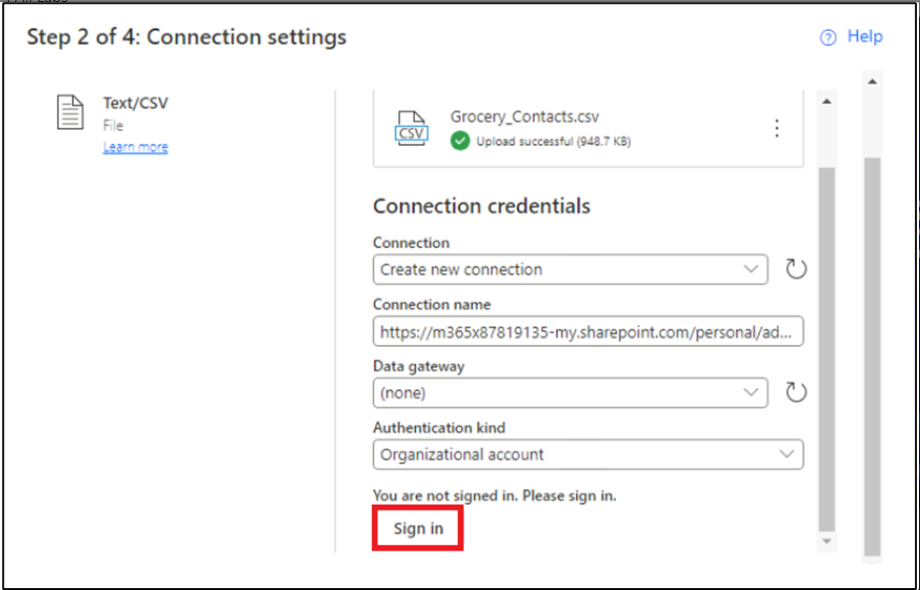 Step 2 of 4: Connection settings
Help
Text/CSV
File
Learn more
CSV
Grocery_Contacts.csv
Upload successful (948.7 KB)
Connection credentials
Connection
Create new connection
Connection name
https://m365x87819135-my.sharepoint.com/personal/ad...
Data gateway
(none)
Authentication kind
Organizational account
You are not signed in. Please sign in.
Sign in